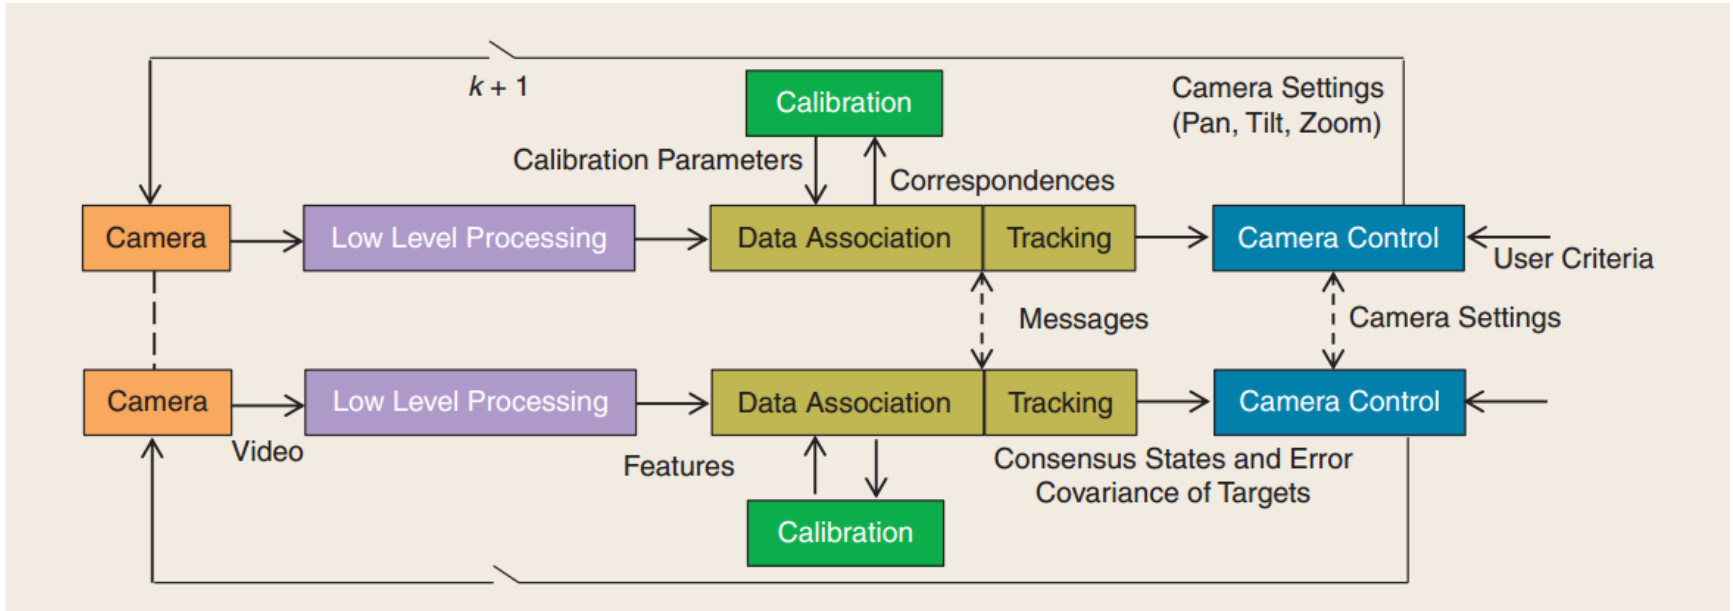 k + 1
Camera Settings
(Pan, Tilt, Zoom)
Calibration
Calibration Parameters
Correspondences
Camera
Low Level Processing
Data Association
Tracking
Camera Control
User Criteria
Messages
Camera Settings
Camera
Low Level Processing
Data Association
Tracking
Camera Control
Video
Features
Consensus States and Error
Covariance of Targets
Calibration